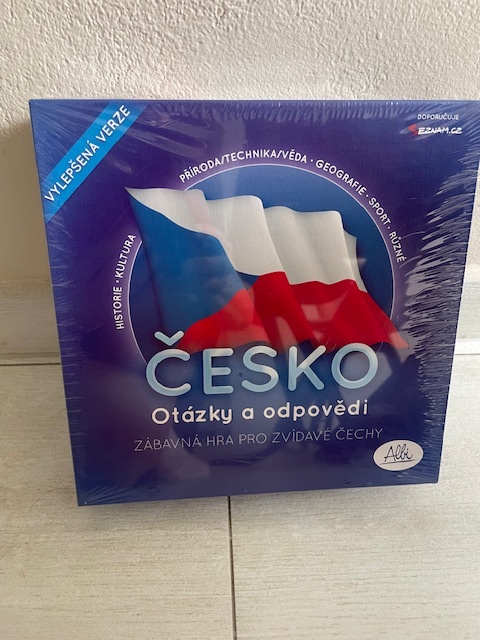 VYLEPŠENÁ VERZE
DOPORUČUJE
SEZNAM.CZ
HISTORIE · KULTURA · PŘÍRODA/TECHNIKA/VĚDA · GEOGRAFIE · SPORT · RŮZNÉ
ČESKO
Otázky a odpovědi
ZÁBAVNÁ HRA PRO ZVÍDAVÉ ČECHY
Albi